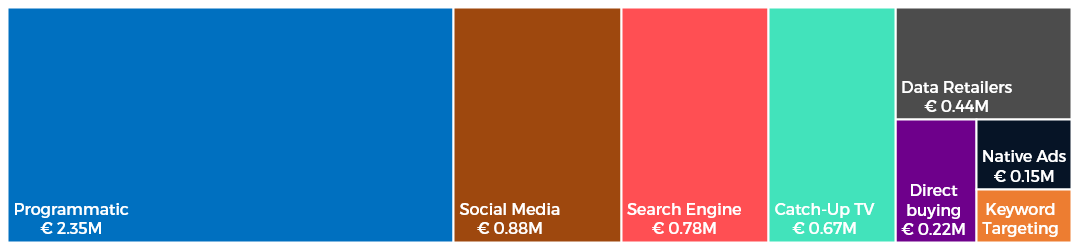 Programmatic
€ 2.35M
Social Media
€ 0.88M
Search Engine
€ 0.78M
Catch-Up TV
€ 0.67M
Data Retailers
€ 0.44M
Direct
buying
€ 0.22M
Native Ads
€ 0.15M
Keyword
Targeting